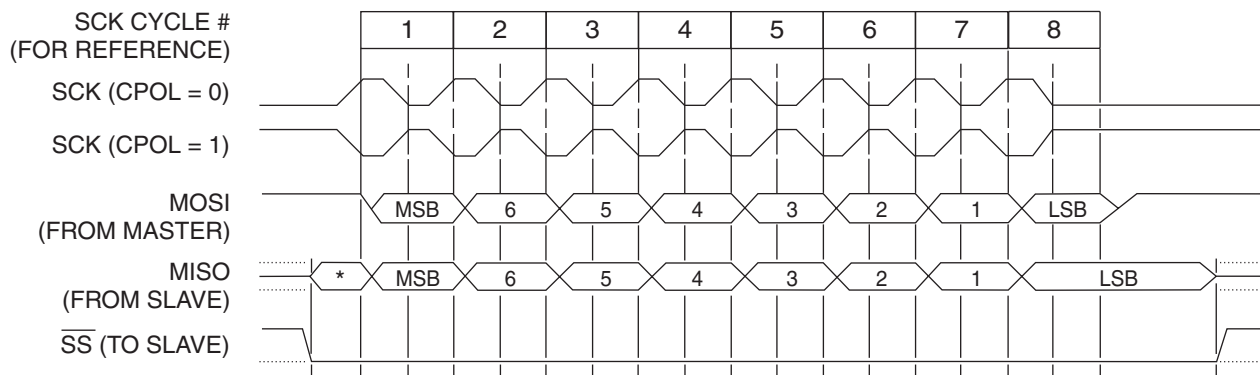 SCK CYCLE # 1 2 3 4 5 6 7 8
(FOR REFERENCE)
SCK (CPOL = 0)
SCK (CPOL = 1)
MOSI MSB 6 5 4 3 2 1 LSB
(FROM MASTER)
MISO * MSB 6 5 4 3 2 1 LSB
(FROM SLAVE)
SS (TO SLAVE)